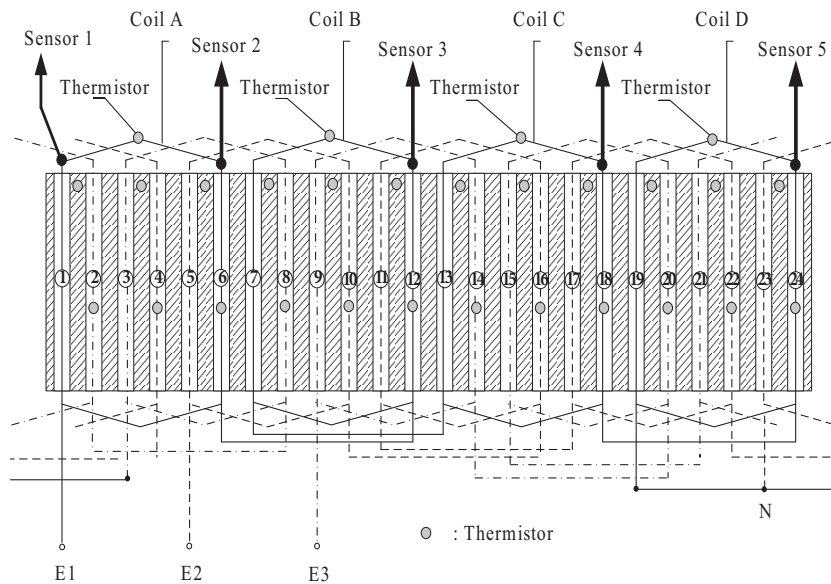 Coil A Coil B Coil C Coil D
Sensor 1 Sensor 2 Sensor 3 Sensor 4 Sensor 5
Thermistor Thermistor Thermistor Thermistor
1 2 3 4 5 6 7 8 9 10 11 12 13 14 15 16 17 18 19 20 21 22 23 24
N
: Thermistor
E1 E2 E3